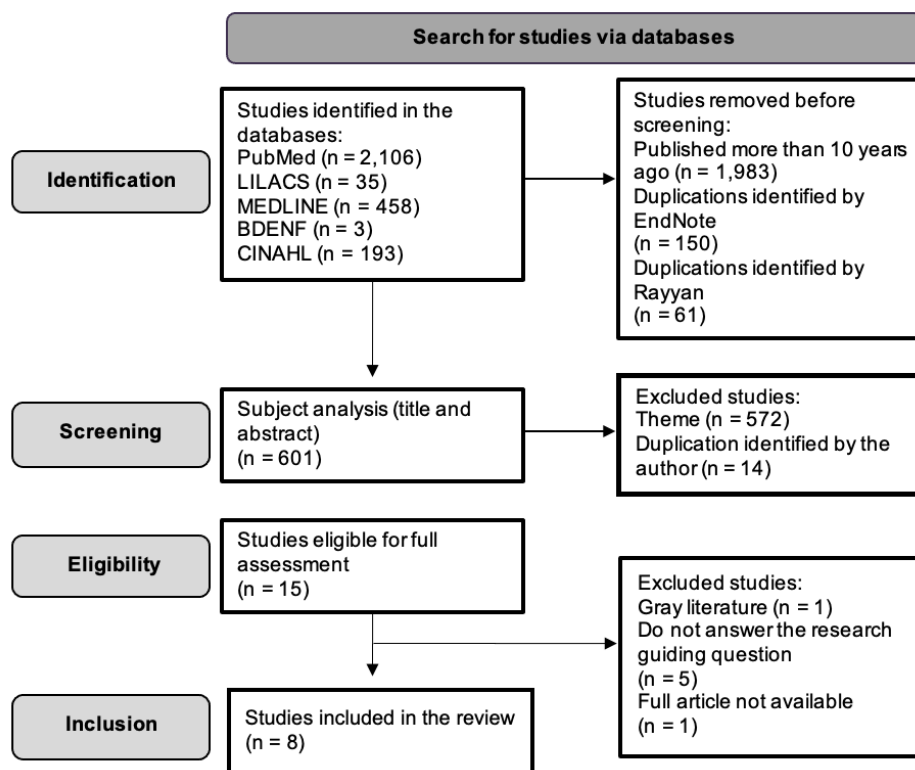 Search for studies via databases
Identification
Studies identified in the
databases:
PubMed (n = 2,106)
LILACS (n = 35)
MEDLINE (n = 458)
BDENF (n = 3)
CINAHL (n = 193)
Studies removed before
screening:
Published more than 10 years
ago (n = 1,983)
Duplications identified by
EndNote
(n = 150)
Duplications identified by
Rayyan
(n = 61)
Screening
Subject analysis (title and
abstract)
(n = 601)
Excluded studies:
Theme (n = 572)
Duplication identified by the
author (n = 14)
Eligibility
Studies eligible for full
assessment
(n = 15)
Excluded studies:
Gray literature (n = 1)
Do not answer the research
guiding question
(n = 5)
Full article not available
(n = 1)
Inclusion
Studies included in the review
(n = 8)